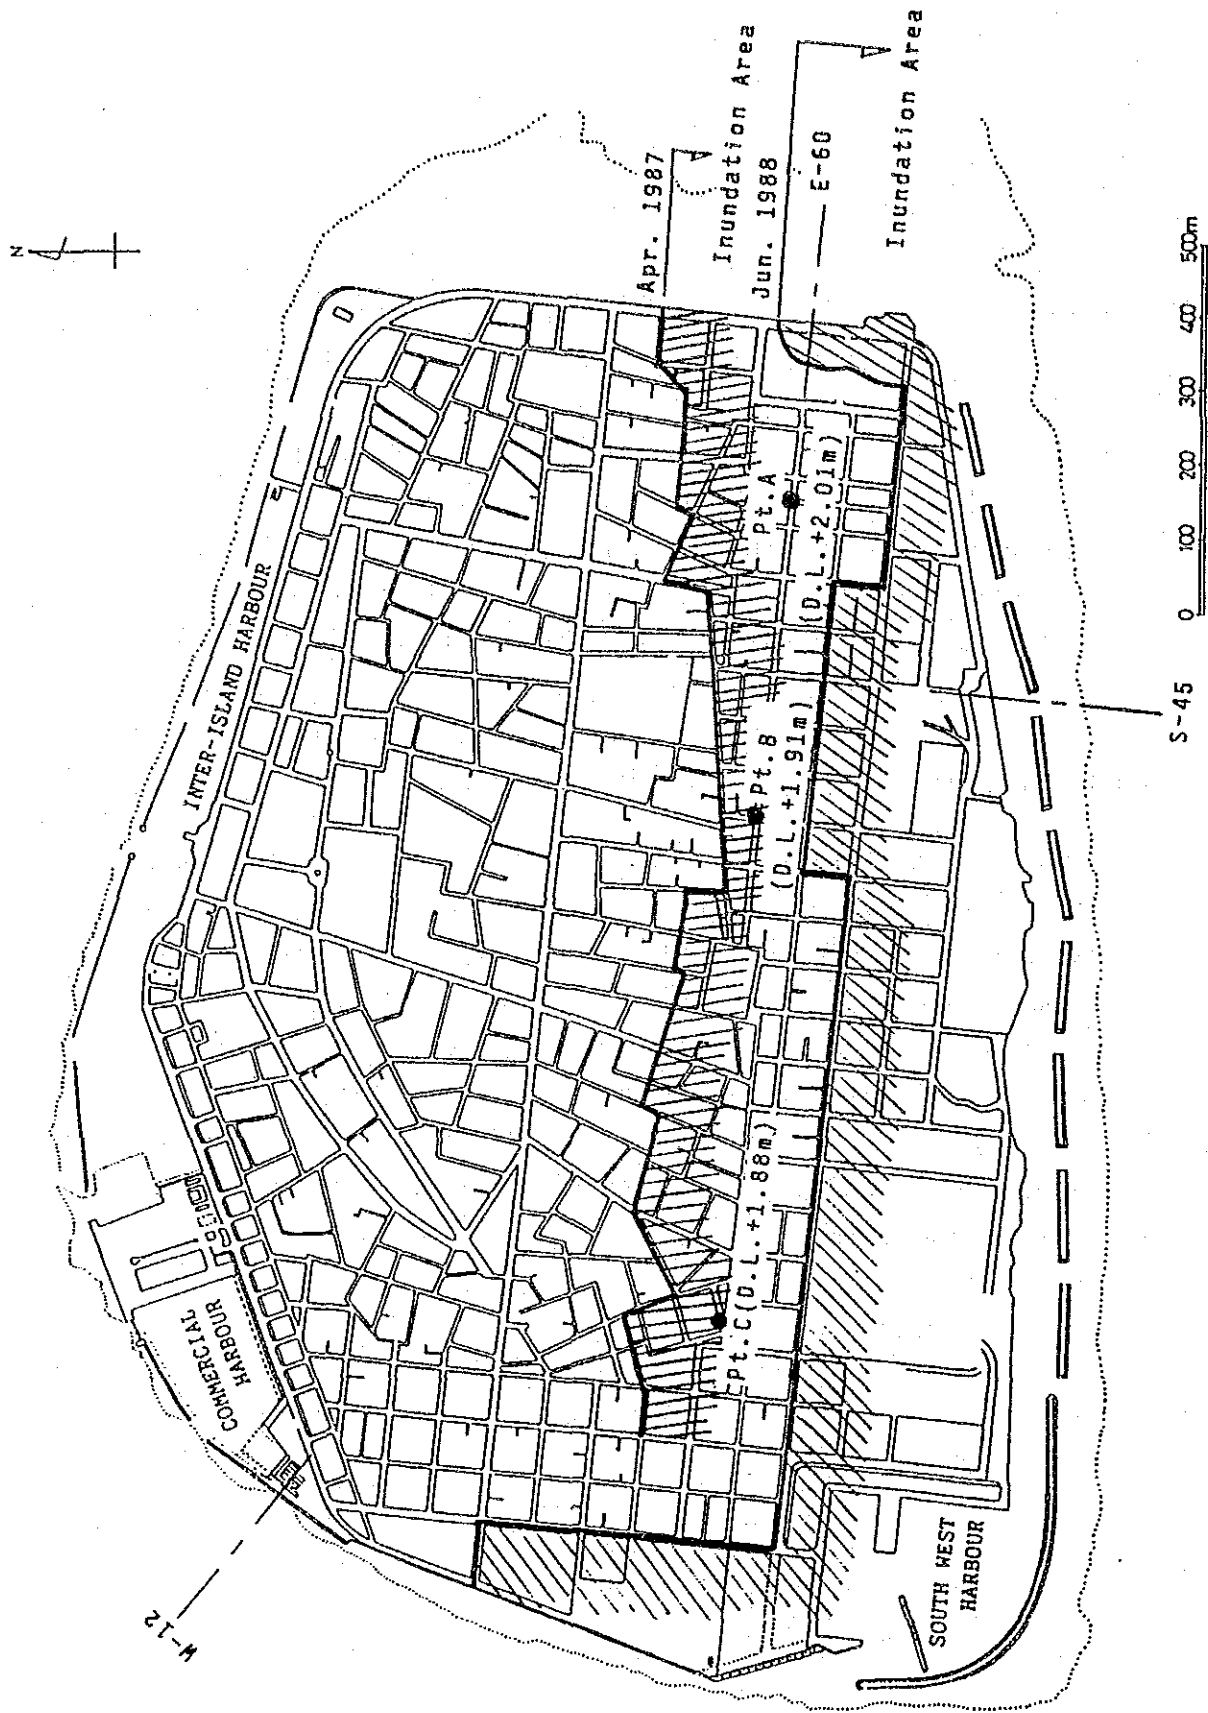 N
Apr. 1987
Inundation Area
Jun. 1988
E-60
Inundation Area
INTER-ISLAND HARBOUR
COMMERCIAL
HARBOUR
W-12
Pt.A
(D.L.+2.01m)
Pt.B
(D.L.+1.91m)
Pt.C(D.L.+1.88m)
S-45
SOUTH WEST
HARBOUR
0 100 200 300 400 500m